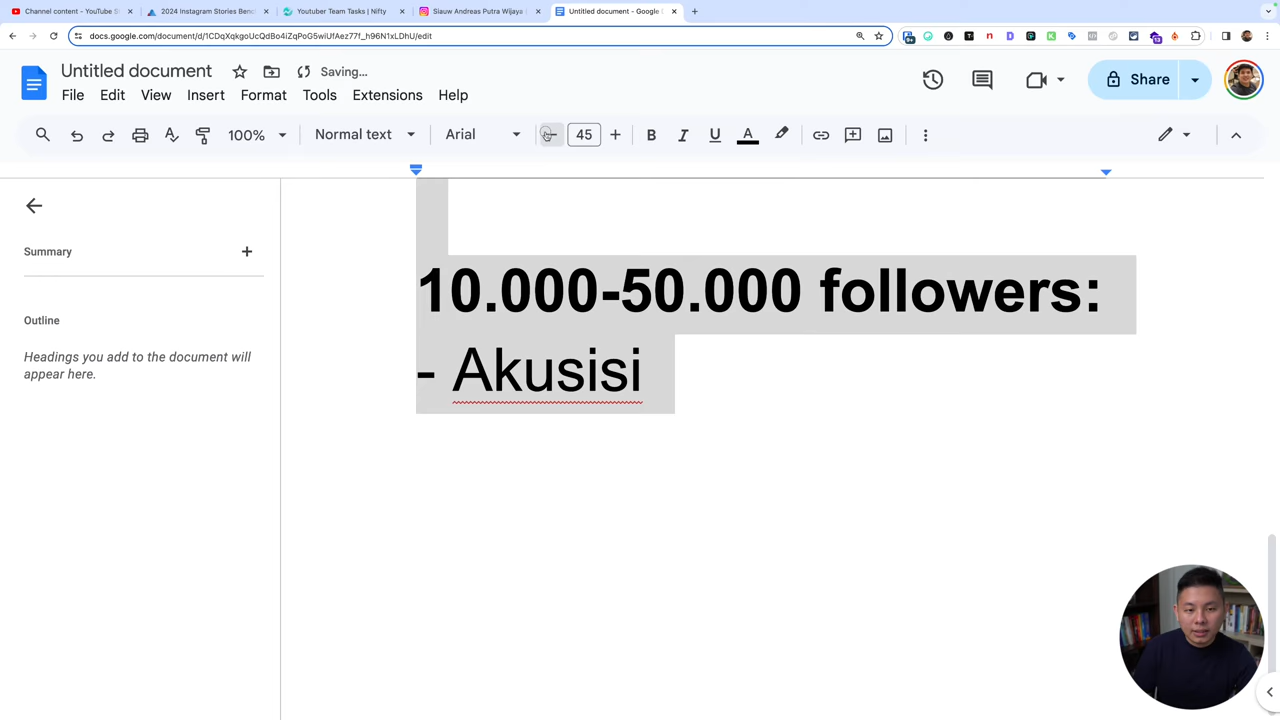 Channel content - YouTube S
2024 Instagram Stories Benc
Youtuber Team Tasks | Nifty
Siauw Andreas Putra Wijaya (
Untitled document - Google
docs.google.com/document/d/1CDqXqkgoUcQdBo4iZqPoG5wiUfAez77f_h96N1xLDhU/edit
Untitled document
Saving...
File Edit View Insert Format Tools Extensions Help
Share
100%
Normal text
Arial
45
B I U A
Summary
Outline
Headings you add to the document will
appear here.
10.000-50.000 followers:
- Akusisi